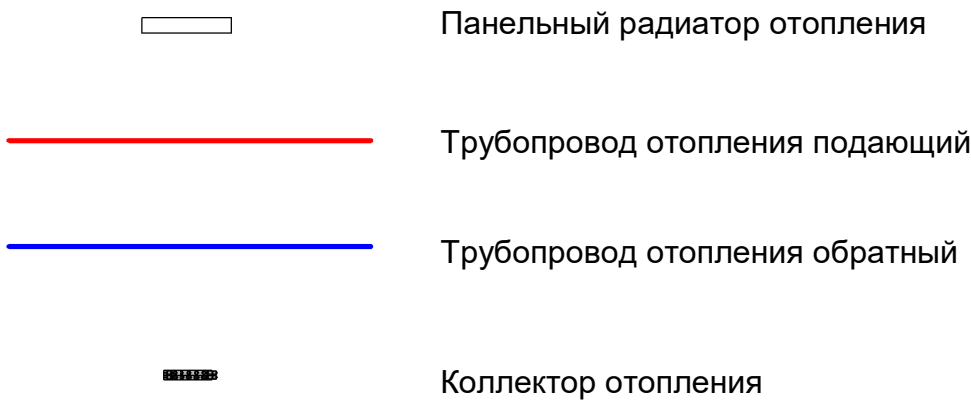 Панельный радиатор отопления
Трубопровод отопления подающий
Трубопровод отопления обратный
Коллектор отопления